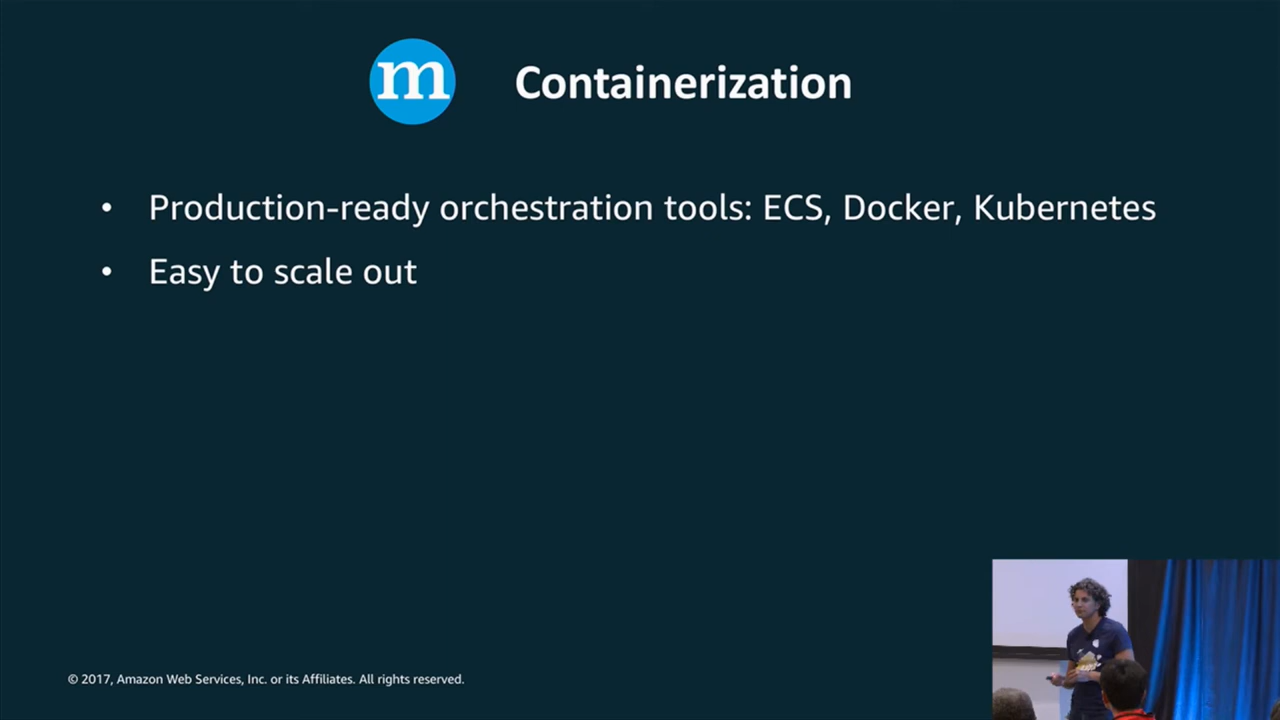 m Containerization
• Production-ready orchestration tools: ECS, Docker, Kubernetes
• Easy to scale out
© 2017, Amazon Web Services, Inc. or its Affiliates. All rights reserved.